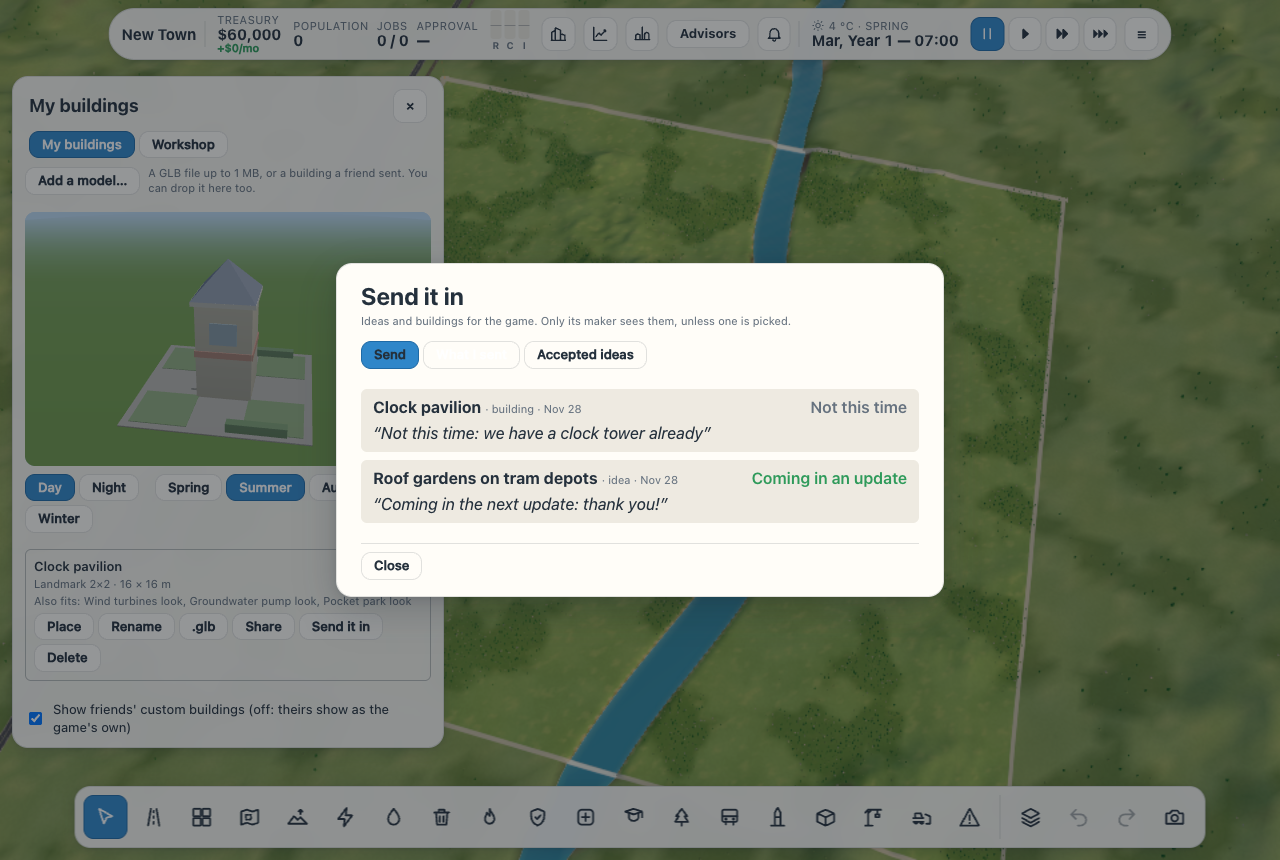 New Town
TREASURY
$60,000
+$0/mo
POPULATION
0
JOBS
0 / 0
APPROVAL
—
R C I
Advisors
4 °C · SPRING
Mar, Year 1 — 07:00
My buildings
×
My buildings
Workshop
Add a model...
A GLB file up to 1 MB, or a building a friend sent. You
can drop it here too.
Send it in
Ideas and buildings for the game. Only its maker sees them, unless one is picked.
Send
Accepted ideas
Clock pavilion · building · Nov 28
Not this time
“Not this time: we have a clock tower already”
Roof gardens on tram depots · idea · Nov 28
Coming in an update
“Coming in the next update: thank you!”
Close
Day
Night
Spring
Summer
Winter
Clock pavilion
Landmark 2×2 · 16 × 16 m
Also fits: Wind turbines look, Groundwater pump look, Pocket park look
Place
Rename
.glb
Share
Send it in
Delete
Show friends' custom buildings (off: theirs show as the
game's own)